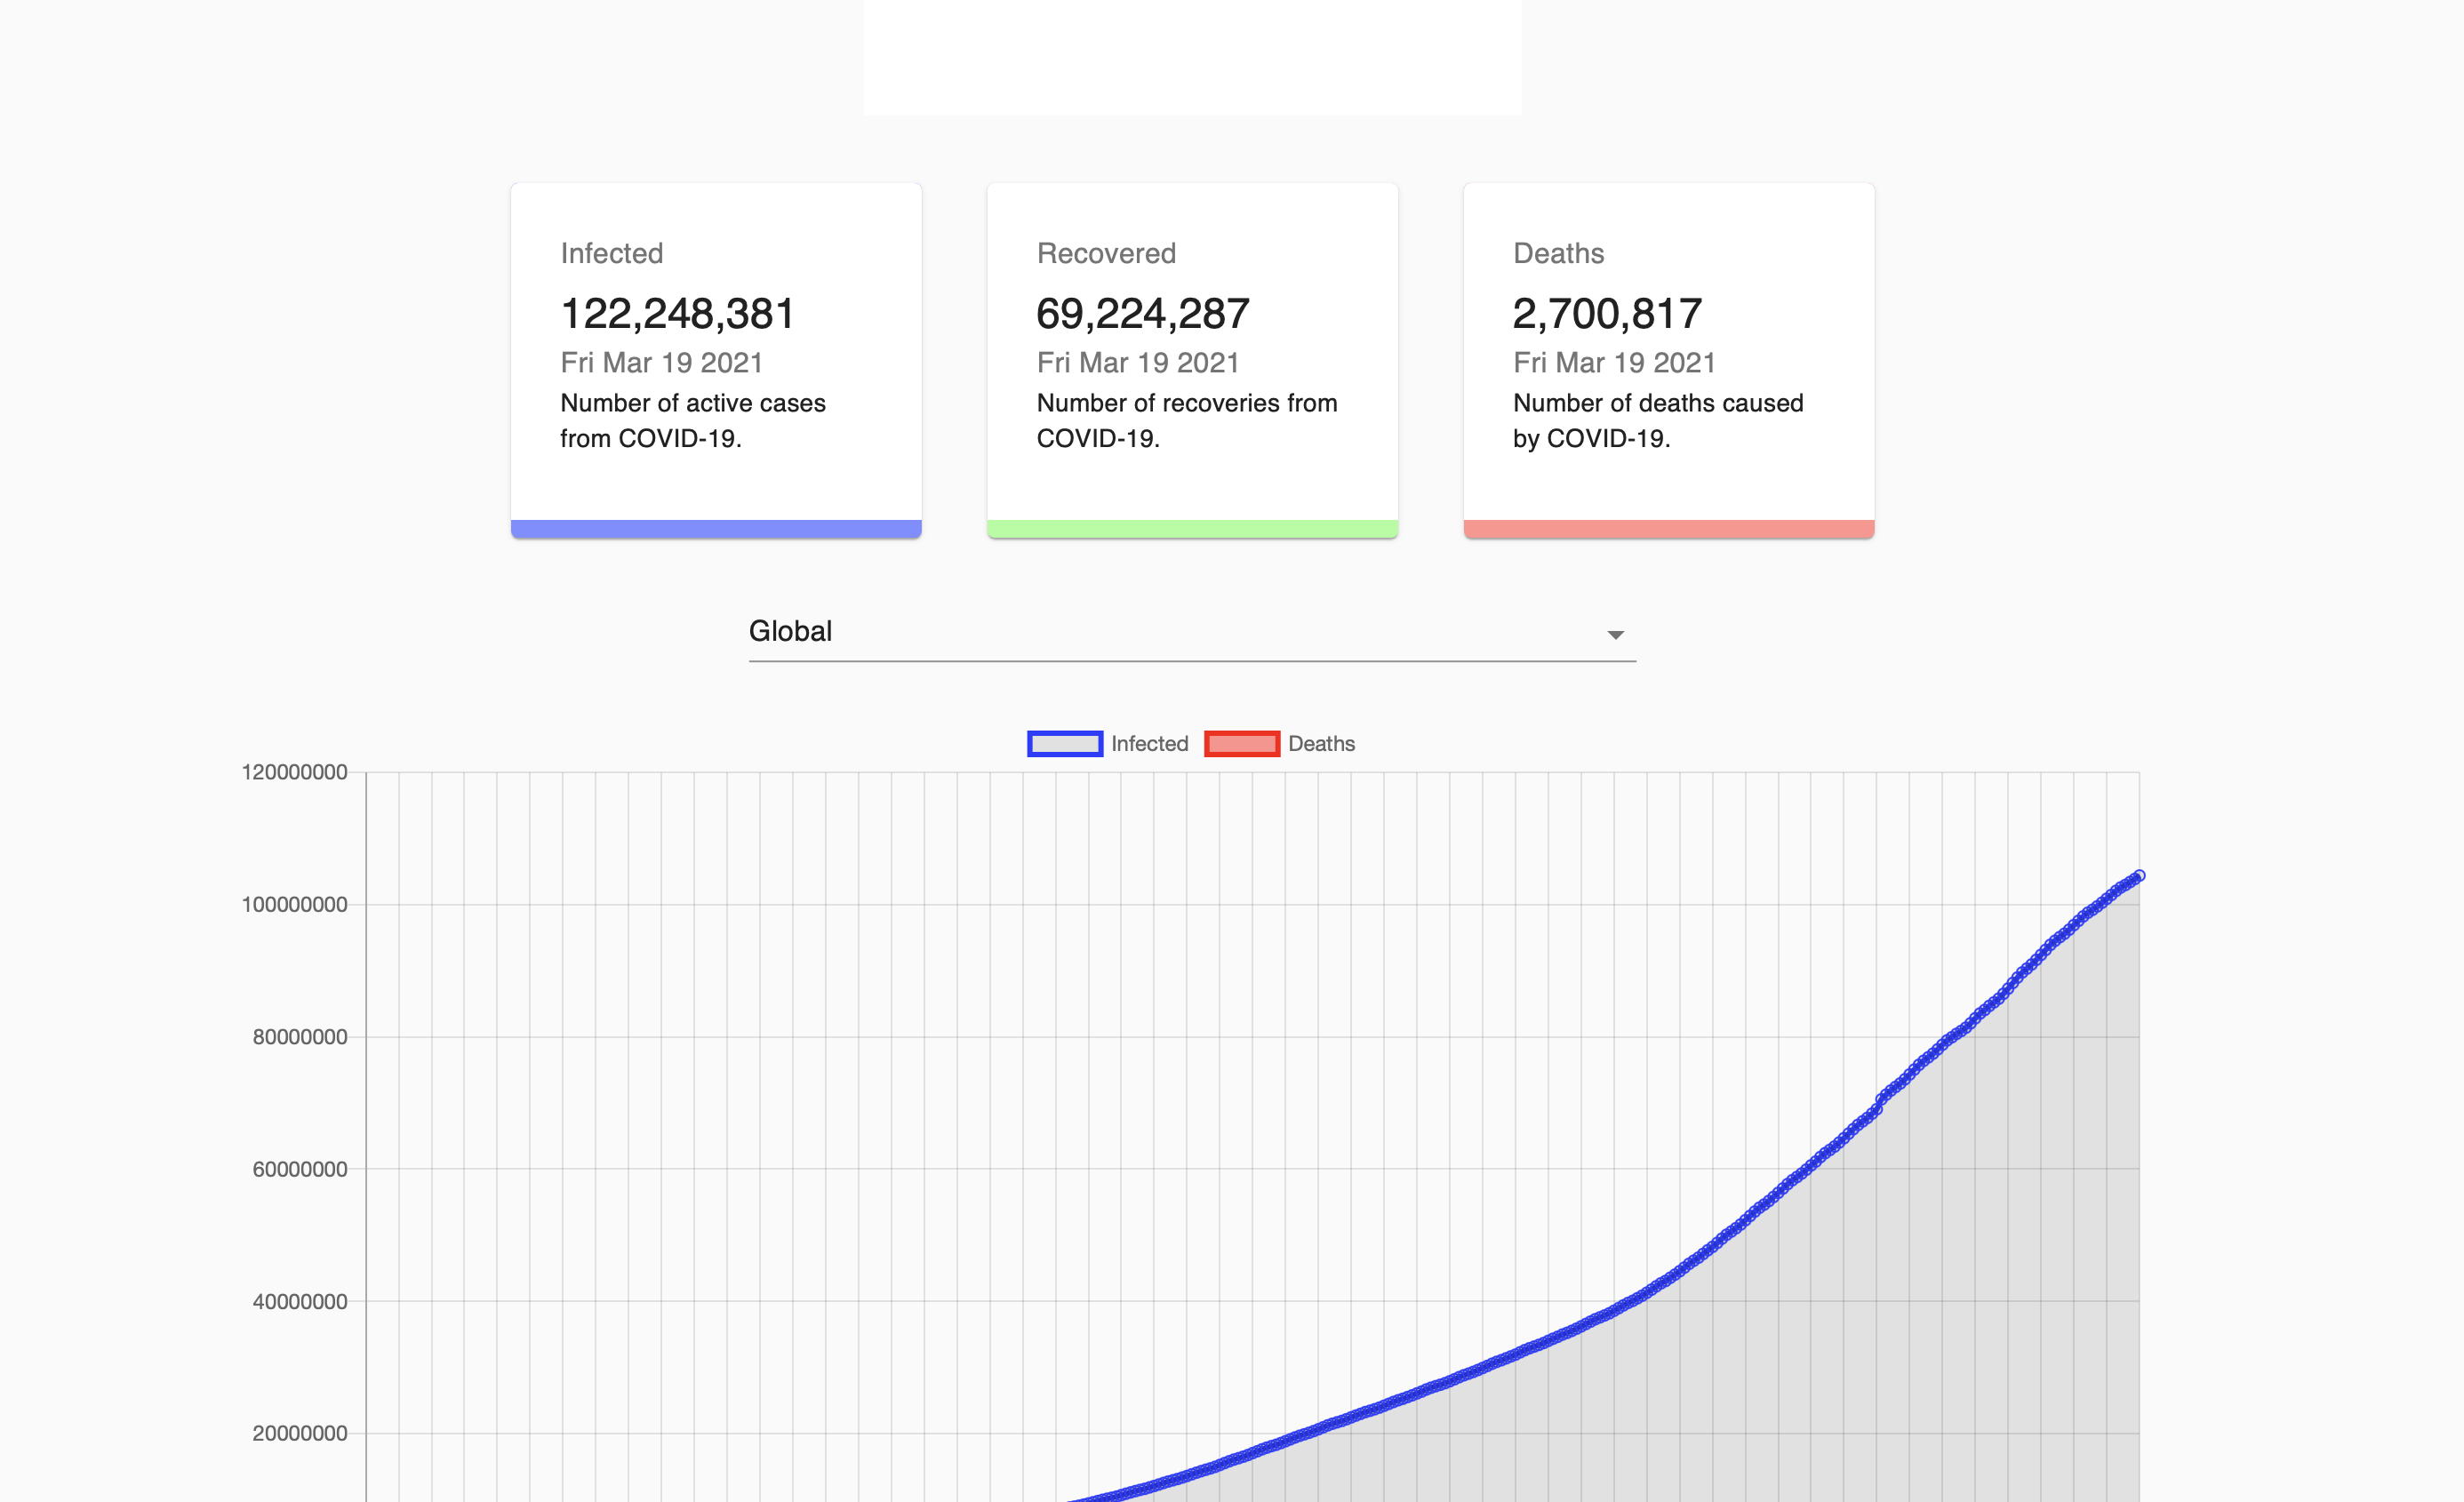 Infected
122,248,381
Fri Mar 19 2021
Number of active cases
from COVID-19.
Recovered
69,224,287
Fri Mar 19 2021
Number of recoveries from
COVID-19.
Deaths
2,700,817
Fri Mar 19 2021
Number of deaths caused
by COVID-19.
Global
Infected Deaths
120000000
100000000
80000000
60000000
40000000
20000000